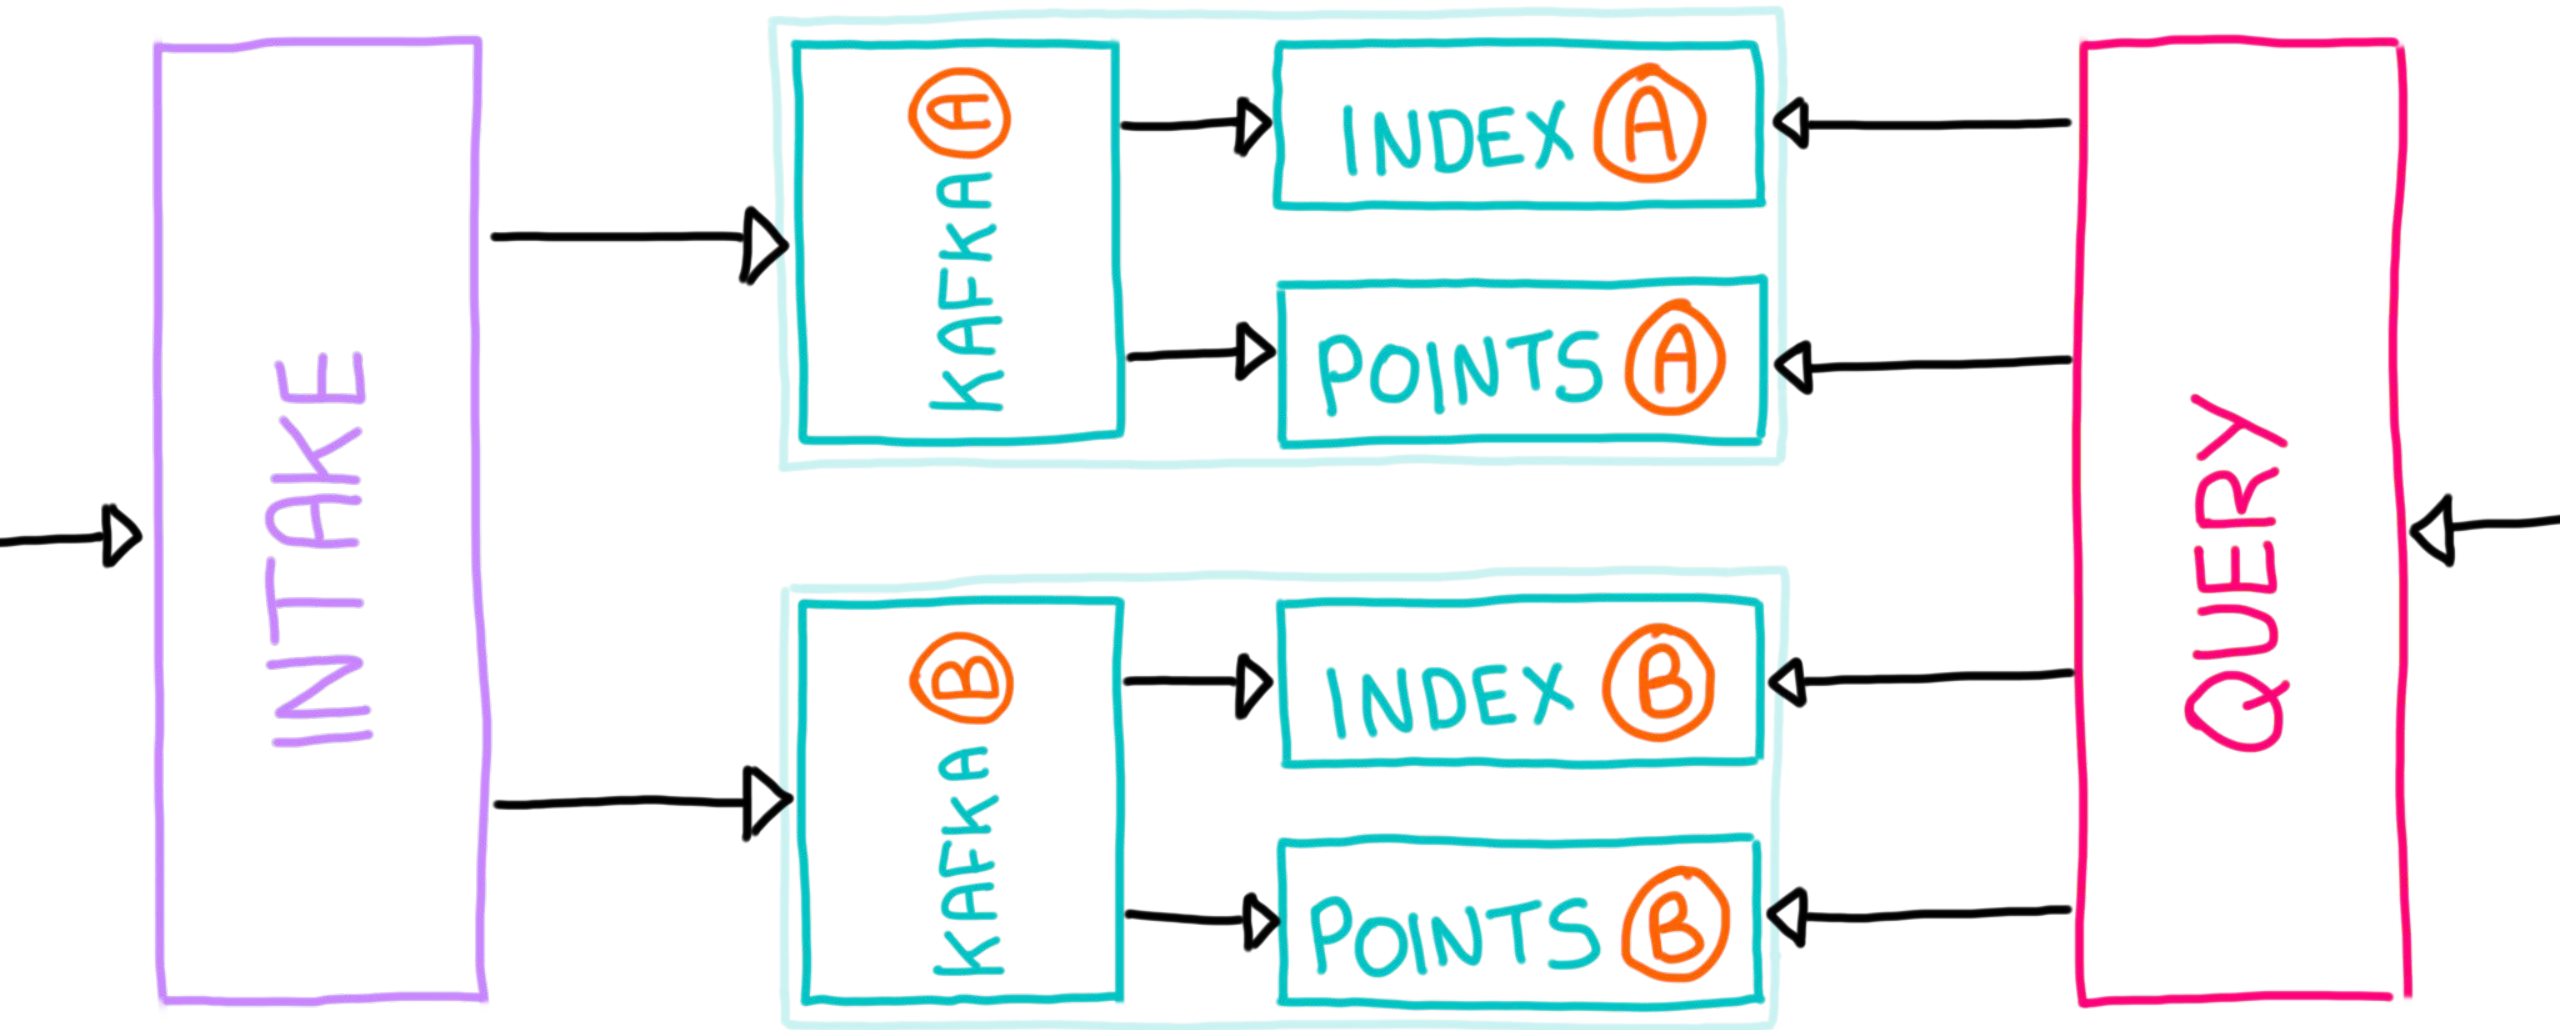 INTAKE
KAFKA A
INDEX A
POINTS A
KAFKA B
INDEX B
POINTS B
QUERY